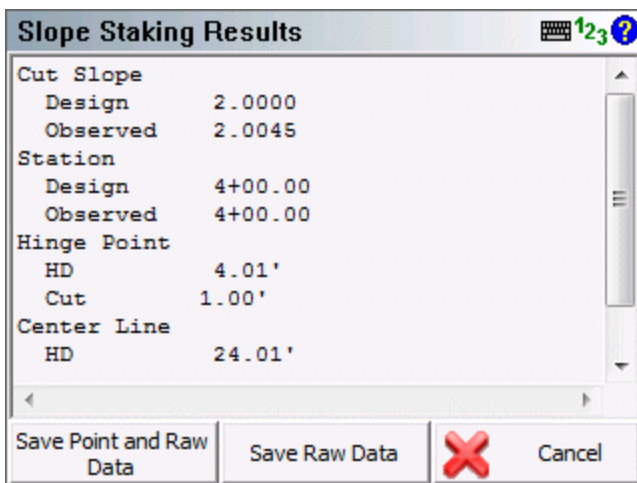 Slope Staking Results 123 ?
Cut Slope
Design 2.0000
Observed 2.0045
Station
Design 4+00.00
Observed 4+00.00
Hinge Point
HD 4.01'
Cut 1.00'
Center Line
HD 24.01'
Save Point and Raw
Data
Save Raw Data
Cancel